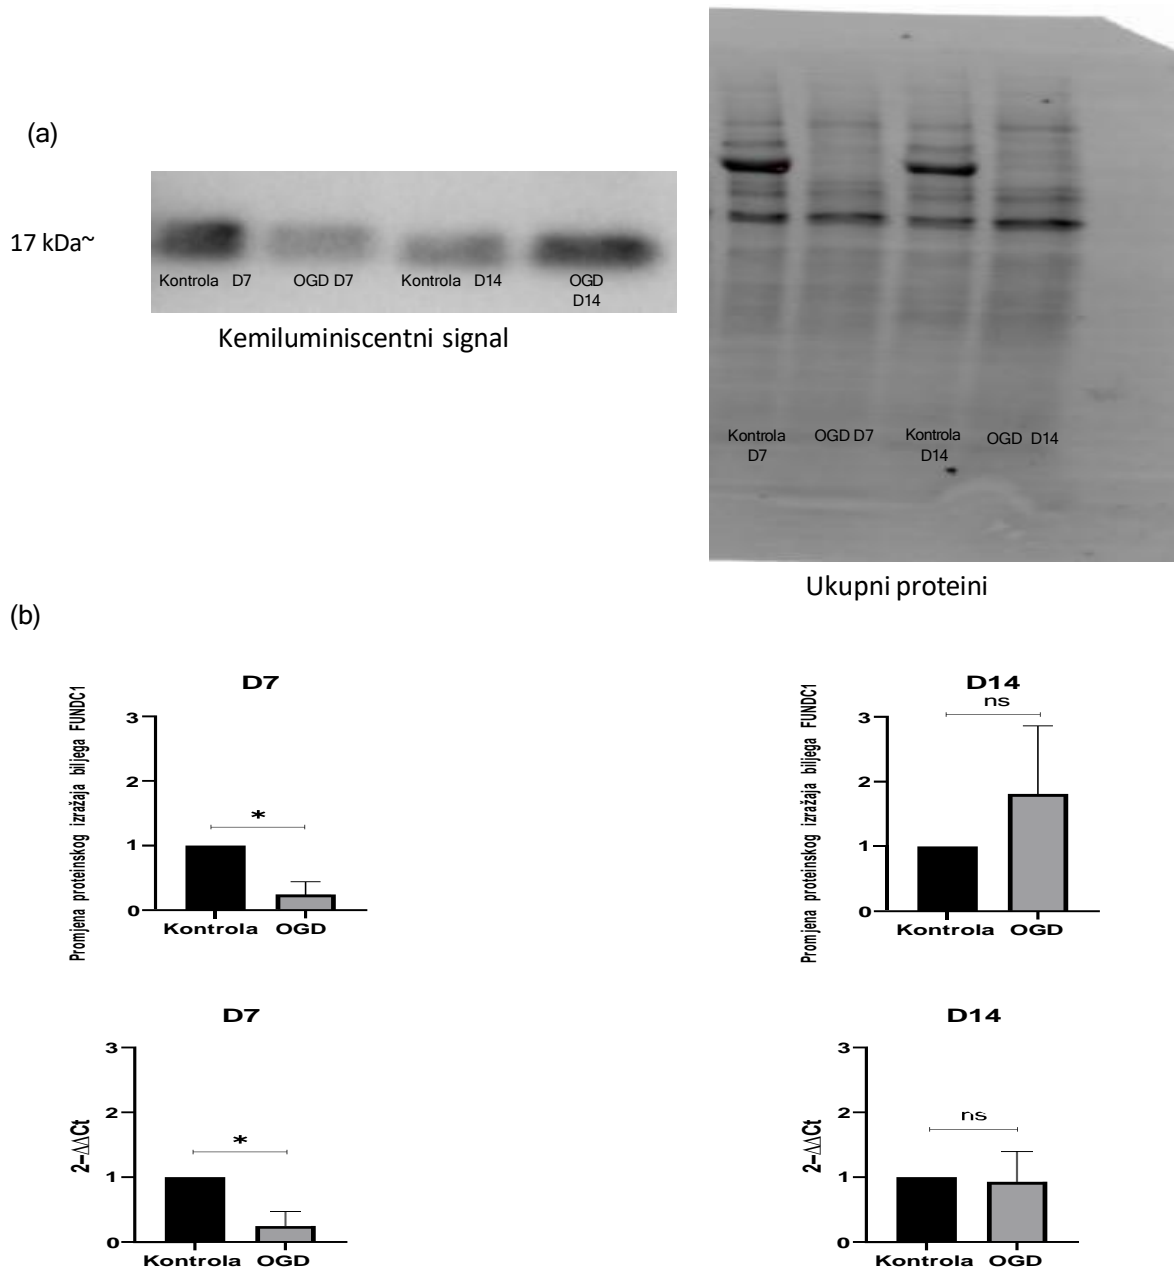 (a)
17 kDa~
Kontrola D7
OGD D7
Kontrola D14
OGD
D14
Kemiluminiscentni signal
Kontrola
D7
OGD D7
Kontrola
D14
OGD D14
Ukupni proteini
(b)
D7
Promjena proteinskog izražaja biljega FUNDC1
3
2
1
0
*
Kontrola OGD
D14
ns
Promjena proteinskog izražaja biljega FUNDC1
3
2
1
0
Kontrola OGD
D7
2-ΔΔCt
3
2
1
0
*
Kontrola OGD
D14
2-ΔΔCt
3
2
1
0
ns
Kontrola OGD